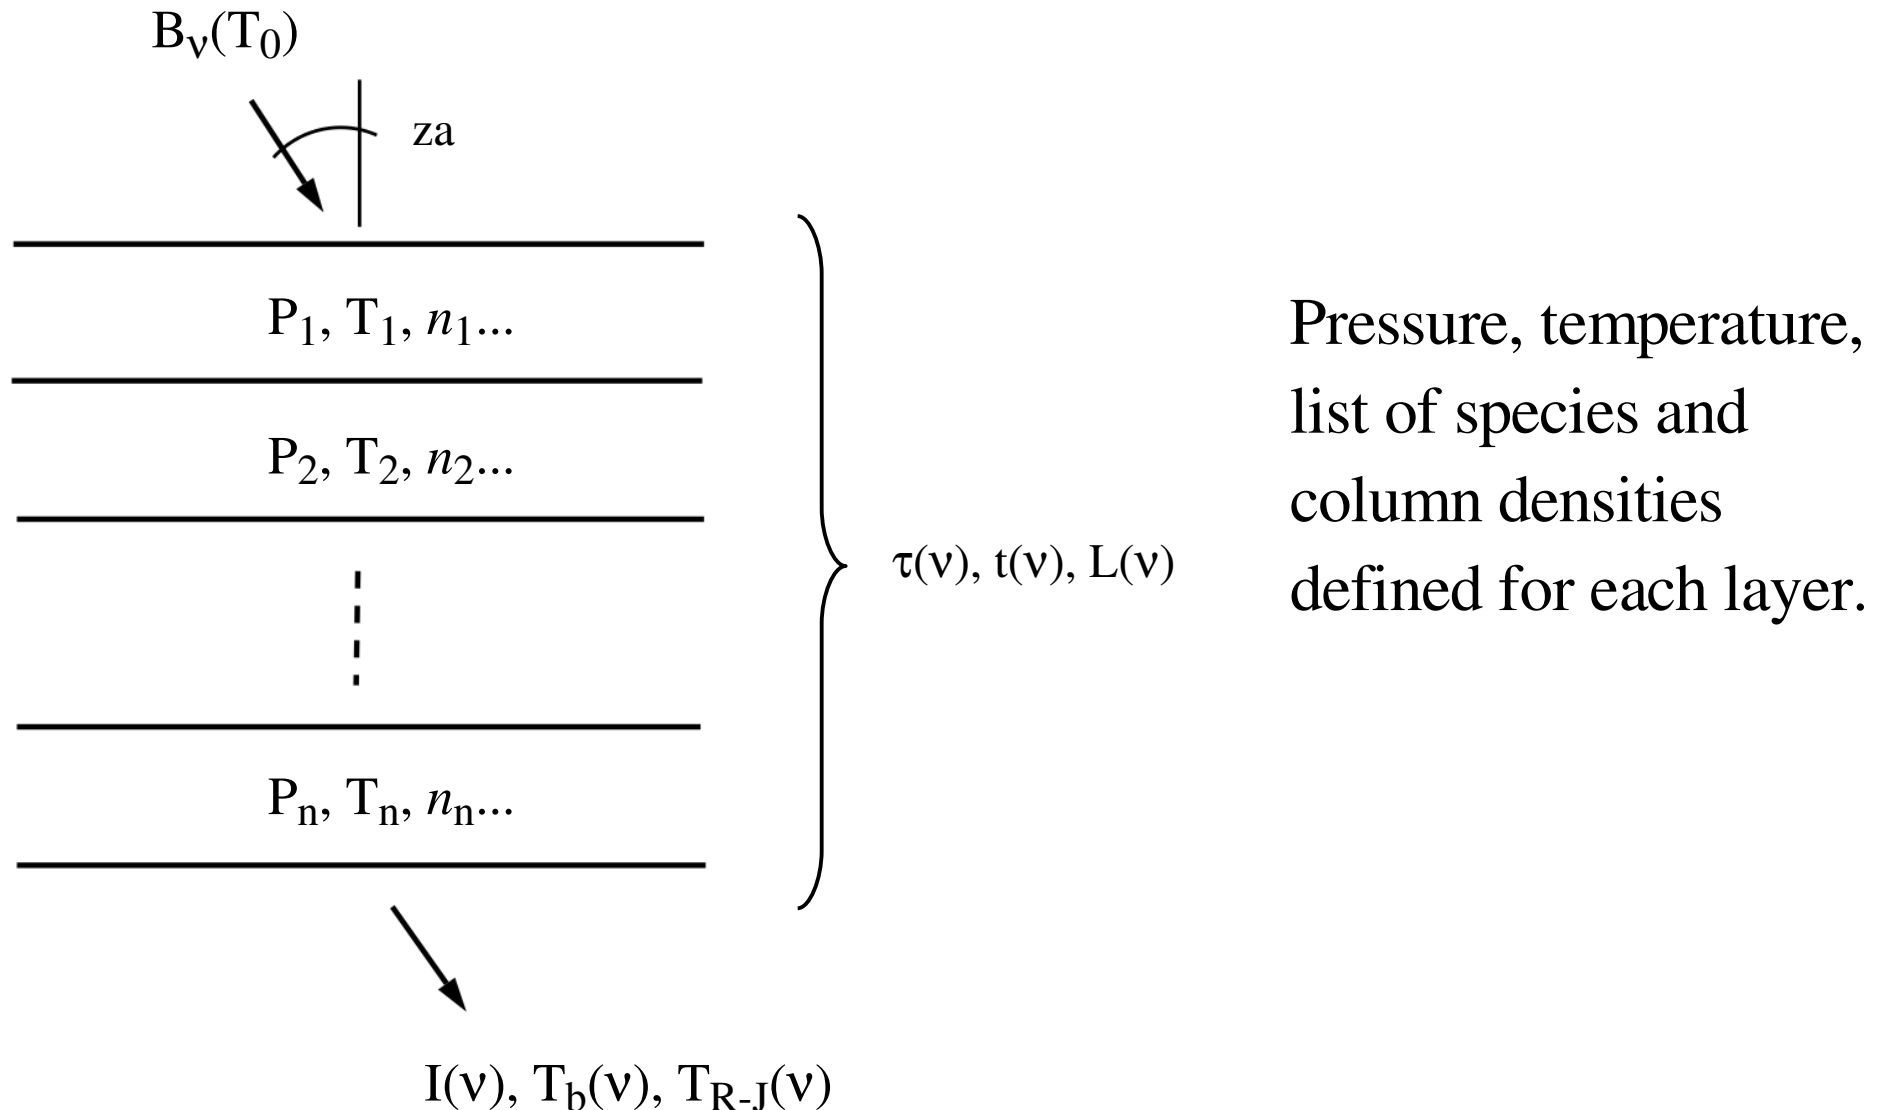 Bν(T0)
za
P1, T1, n1...
P2, T2, n2...
Pn, Tn, nn...
τ(ν), t(ν), L(ν)
Pressure, temperature,
list of species and
column densities
defined for each layer.
I(ν), Tb(ν), TR-J(ν)